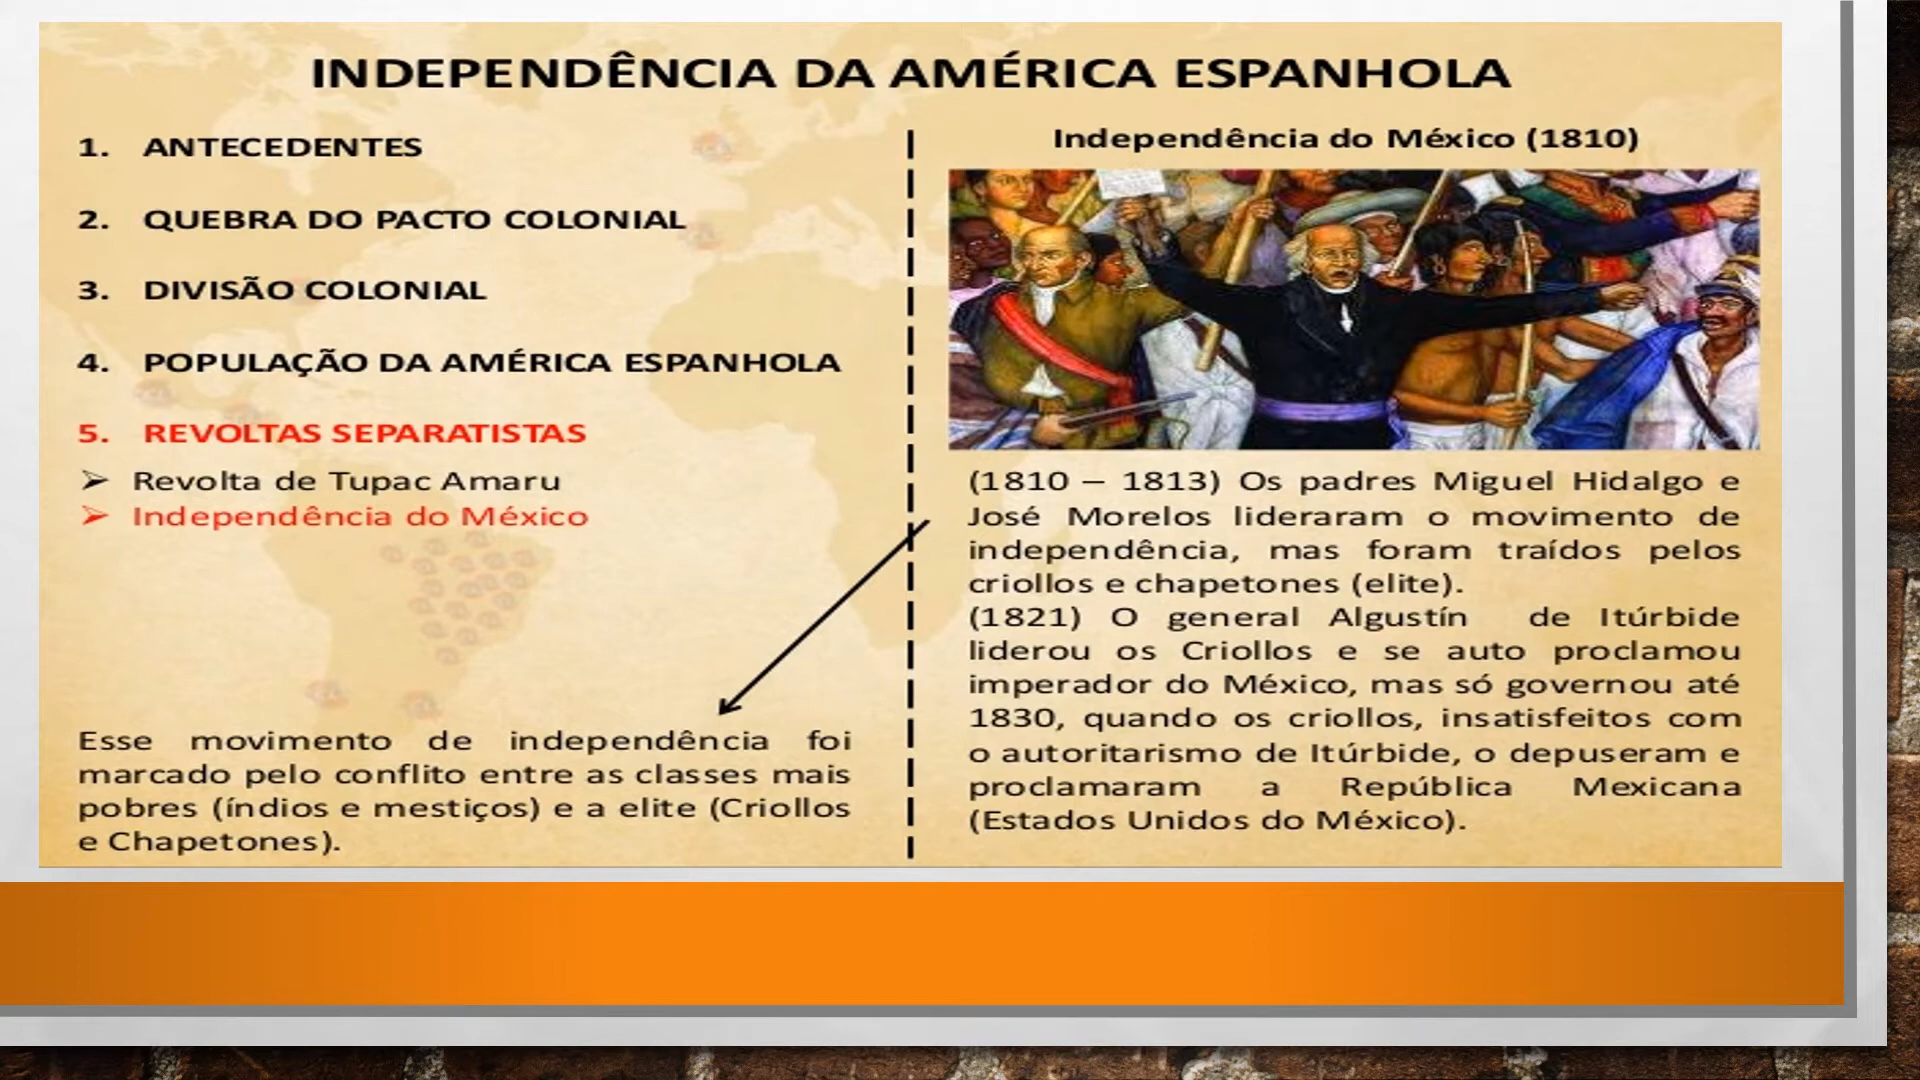 INDEPENDÊNCIA DA AMÉRICA ESPANHOLA
1. ANTECEDENTES
2. QUEBRA DO PACTO COLONIAL
3. DIVISÃO COLONIAL
4. POPULAÇÃO DA AMÉRICA ESPANHOLA
5. REVOLTAS SEPARATISTAS
➢ Revolta de Tupac Amaru
➢ Independência do México
Esse movimento de independência foi
marcado pelo conflito entre as classes mais
pobres (índios e mestiços) e a elite (Criollos
e Chapetones).
Independência do México (1810)
(1810 – 1813) Os padres Miguel Hidalgo e
José Morelos lideraram o movimento de
independência, mas foram traídos pelos
criollos e chapetones (elite).
(1821) O general Algustín de Itúrbide
liderou os Criollos e se auto proclamou
imperador do México, mas só governou até
1830, quando os criollos, insatisfeitos com
o autoritarismo de Itúrbide, o depuseram e
proclamaram a República Mexicana
(Estados Unidos do México).